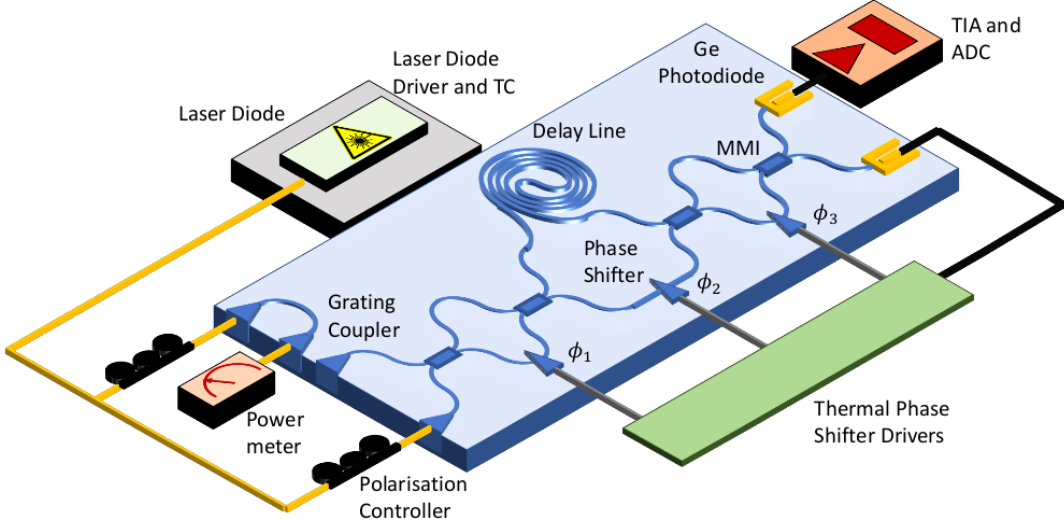 TIA and
ADC
Ge
Photodiode
Laser Diode
Driver and TC
Laser Diode
Delay Line
MMI
ϕ3
Phase
Shifter
ϕ2
Grating
Coupler
ϕ1
Power
meter
Thermal Phase
Shifter Drivers
Polarisation
Controller